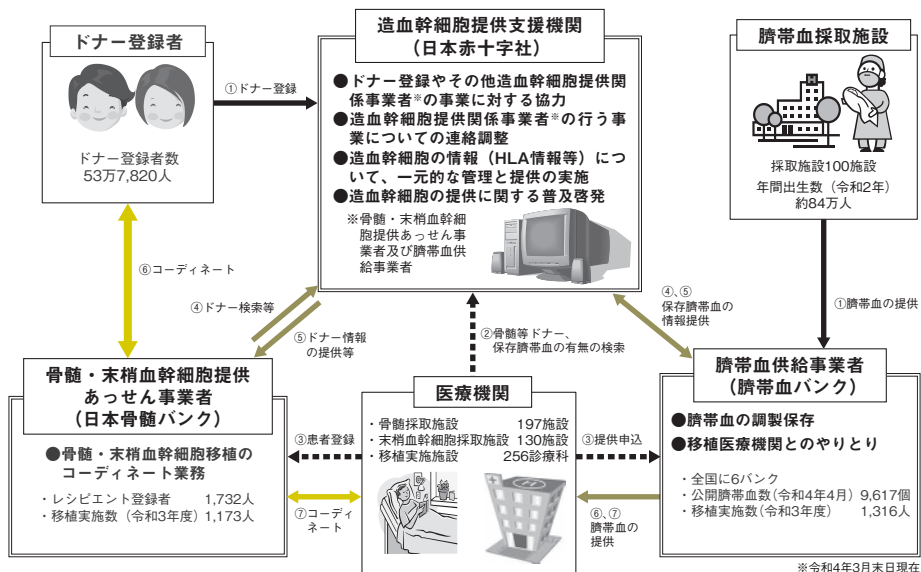 ドナー登録者
ドナー登録者数
53万7,820人
①ドナー登録
造血幹細胞提供支援機関
(日本赤十字社)
●ドナー登録やその他造血幹細胞提供関
係事業者※の事業に対する協力
●造血幹細胞提供関係事業者※の行う事
業についての連絡調整
●造血幹細胞の情報(HLA情報等)につ
いて、一元的な管理と提供の実施
●造血幹細胞の提供に関する普及啓発
※骨髄・末梢血幹細
胞提供あっせん事
業者及び臍帯血供
給事業者
臍帯血採取施設
採取施設100施設
年間出生数(令和2年)
約84万人
⑥コーディネート
④ドナー検索等
⑤ドナー情報
の提供等
②骨髄等ドナー、
保存臍帯血の有無の検索
④、⑤
保存臍帯血の
情報提供
①臍帯血の提供
骨髄・末梢血幹細胞提供
あっせん事業者
(日本骨髄バンク)
●骨髄・末梢血幹細胞移植の
コーディネート業務
・レシピエント登録者 1,732人
・移植実施数(令和3年度) 1,173人
③患者登録
⑦コーディ
ネート
医療機関
・骨髄採取施設 197施設
・末梢血幹細胞採取施設 130施設
・移植実施施設 256診療科
H
③提供申込
⑥、⑦
臍帯血の
提供
臍帯血供給事業者
(臍帯血バンク)
●臍帯血の調製保存
●移植医療機関とのやりとり
・全国に6バンク
・公開臍帯血数(令和4年4月) 9,617個
・移植実施数(令和3年度) 1,316人
※令和4年3月末日現在